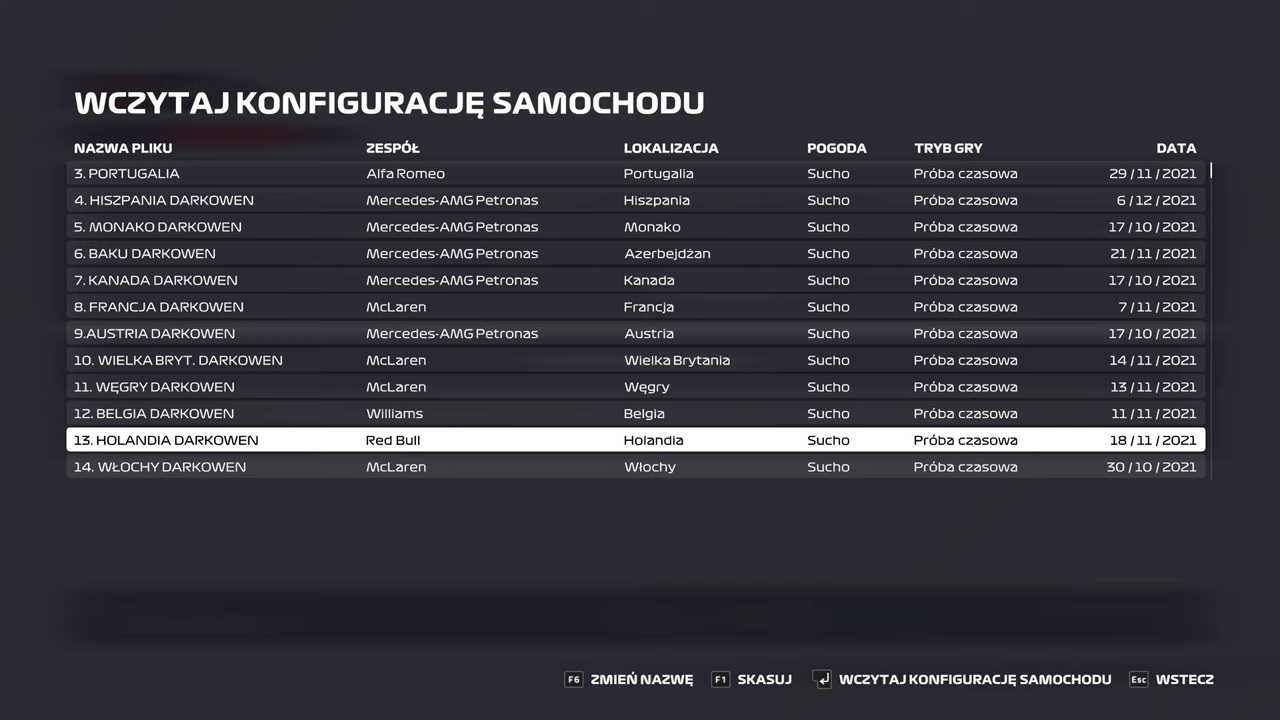 WCZYTAJ KONFIGURACJĘ SAMOCHODU
NAZWA PLIKU ZESPÓŁ LOKALIZACJA POGODA TRYB GRY DATA
3. PORTUGALIA Alfa Romeo Portugalia Sucho Próba czasowa 29 / 11 / 2021
4. HISZPANIA DARKOWEN Mercedes-AMG Petronas Hiszpania Sucho Próba czasowa 6 / 12 / 2021
5. MONAKO DARKOWEN Mercedes-AMG Petronas Monako Sucho Próba czasowa 17 / 10 / 2021
6. BAKU DARKOWEN Mercedes-AMG Petronas Azerbejdżan Sucho Próba czasowa 21 / 11 / 2021
7. KANADA DARKOWEN Mercedes-AMG Petronas Kanada Sucho Próba czasowa 17 / 10 / 2021
8. FRANCJA DARKOWEN McLaren Francja Sucho Próba czasowa 7 / 11 / 2021
9.AUSTRIA DARKOWEN Mercedes-AMG Petronas Austria Sucho Próba czasowa 17 / 10 / 2021
10. WIELKA BRYT. DARKOWEN McLaren Wielka Brytania Sucho Próba czasowa 14 / 11 / 2021
11. WĘGRY DARKOWEN McLaren Węgry Sucho Próba czasowa 13 / 11 / 2021
12. BELGIA DARKOWEN Williams Belgia Sucho Próba czasowa 11 / 11 / 2021
13. HOLANDIA DARKOWEN Red Bull Holandia Sucho Próba czasowa 18 / 11 / 2021
14. WŁOCHY DARKOWEN McLaren Włochy Sucho Próba czasowa 30 / 10 / 2021
F6 ZMIEŃ NAZWĘ F1 SKASUJ WCZYTAJ KONFIGURACJĘ SAMOCHODU Esc WSTECZ